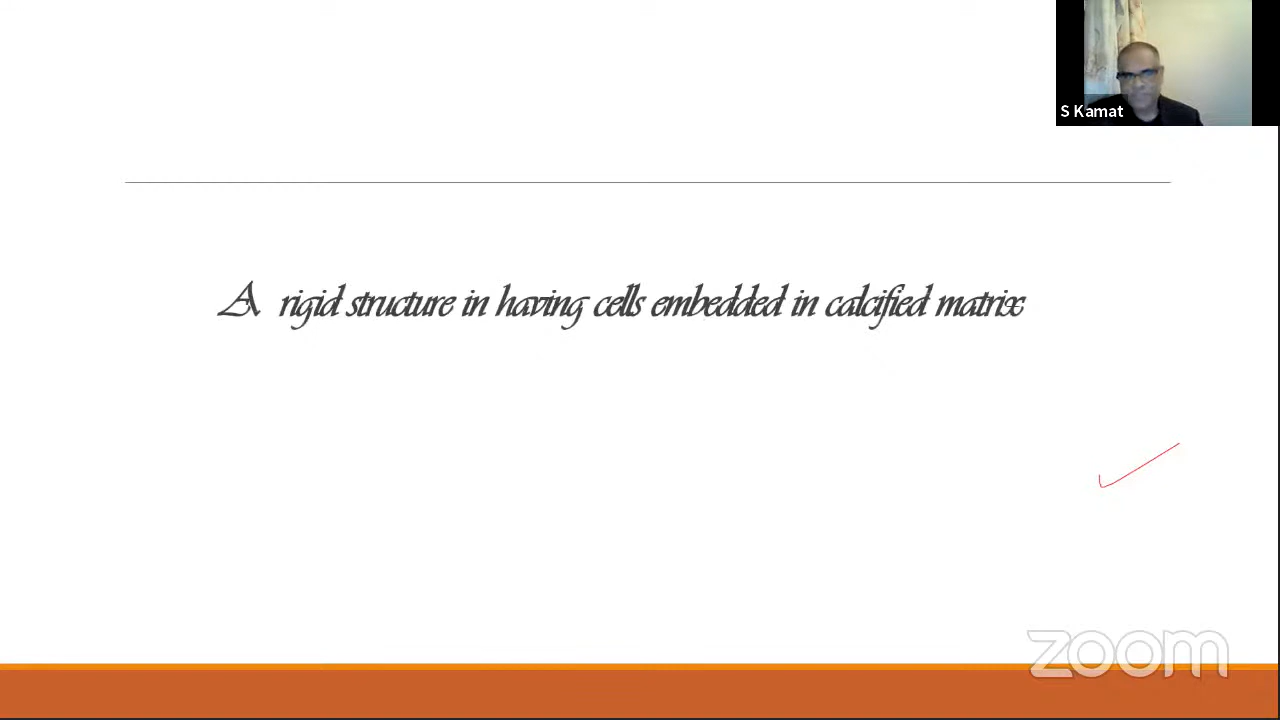 S Kamat
A rigid structure in having cells embedded in calcified matrix
zoom